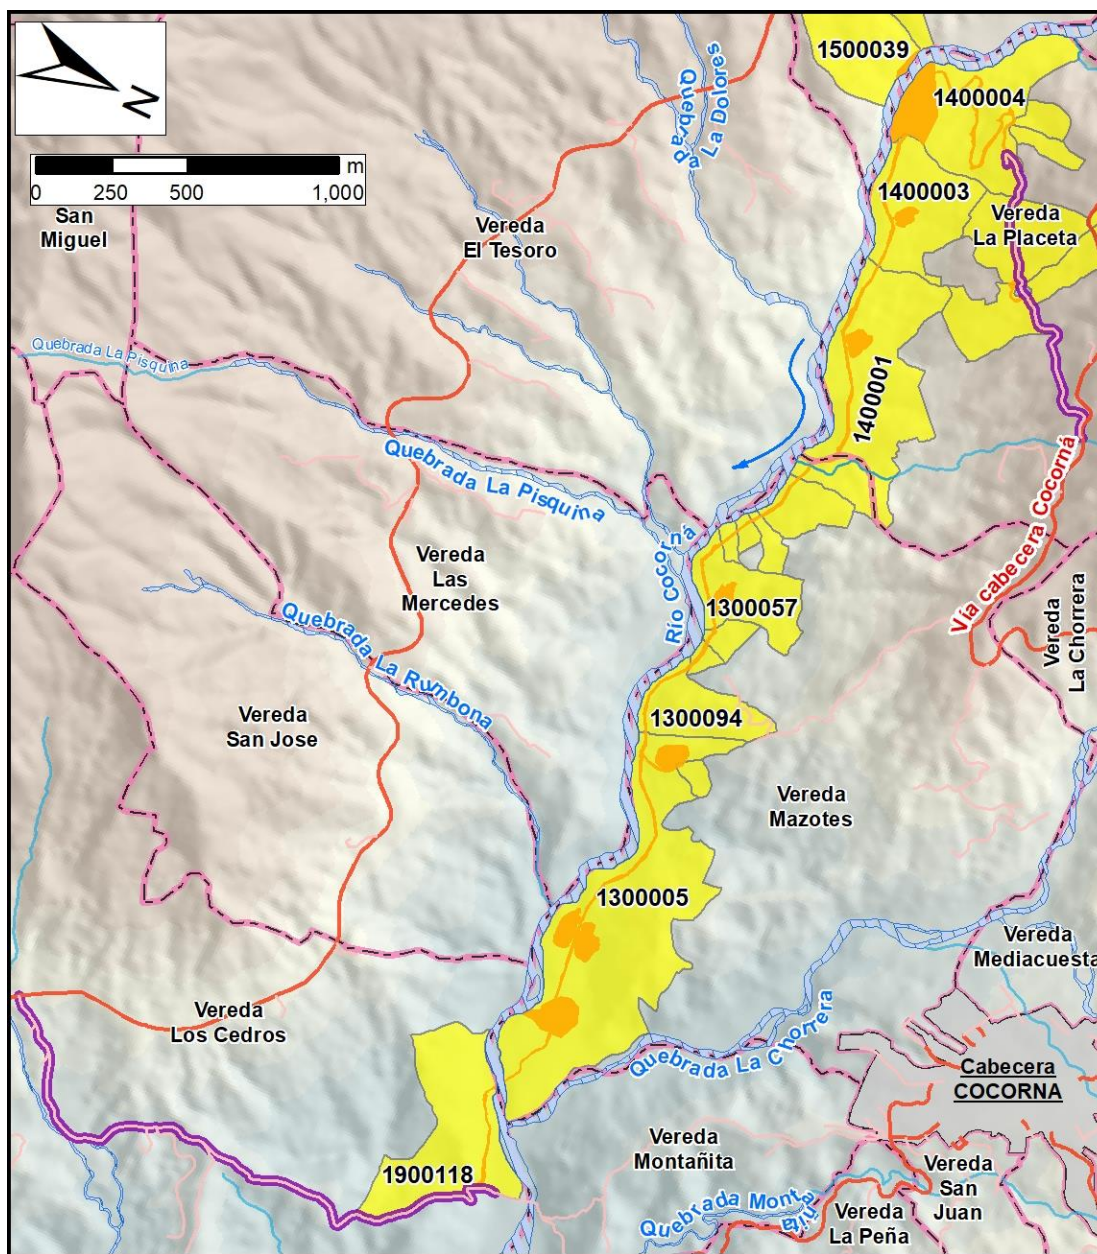 N
m
0
250
500
1,000
San
Miguel
1500039
1400004
Quebrada
La Dolores
1400003
Vereda
La Placeta
Vereda
El Tesoro
Quebrada La Pisquina
1400001
Quebrada La Pisquina
Vía cabecera Cocorná
Río Cocorná
Vereda
Las
Mercedes
1300057
Vereda
La Chorrera
Quebrada La Rumbona
Vereda
San Jose
1300094
Vereda
Mazotes
1300005
Vereda
Mediacuesta
Vereda
Los Cedros
Quebrada La Chorrera
Cabecera
COCORNA
Vereda
Montañita
1900118
Vereda
San
Juan
Quebrada Montañita
Vereda
La Peña